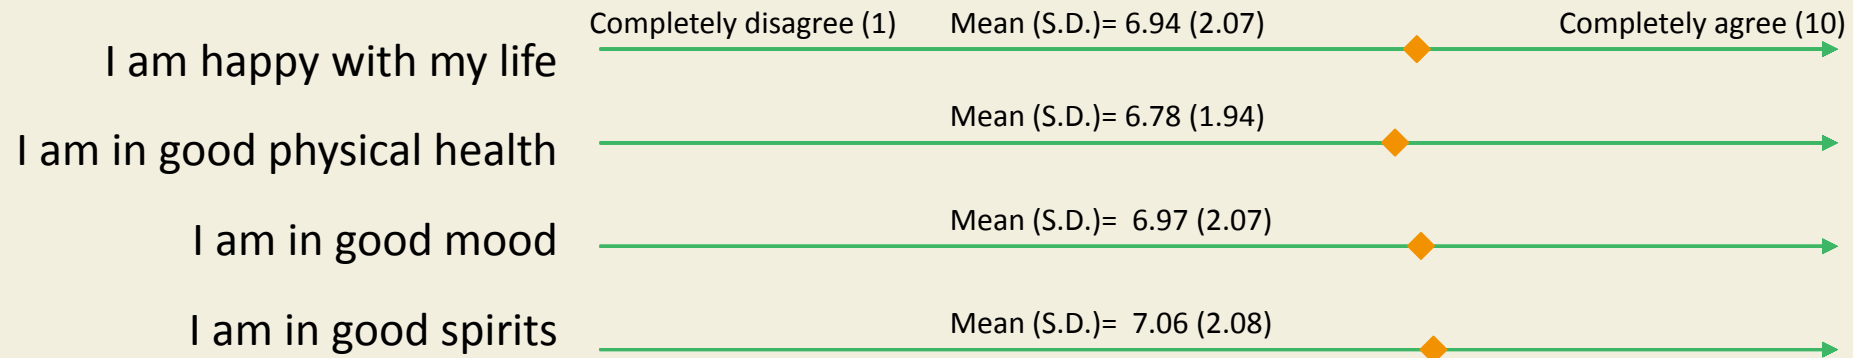 Completely disagree (1) Mean (S.D.)= 6.94 (2.07) Completely agree (10)
I am happy with my life
Mean (S.D.)= 6.78 (1.94)
I am in good physical health
Mean (S.D.)=  6.97 (2.07)
I am in good mood
Mean (S.D.)=  7.06 (2.08)
I am in good spirits